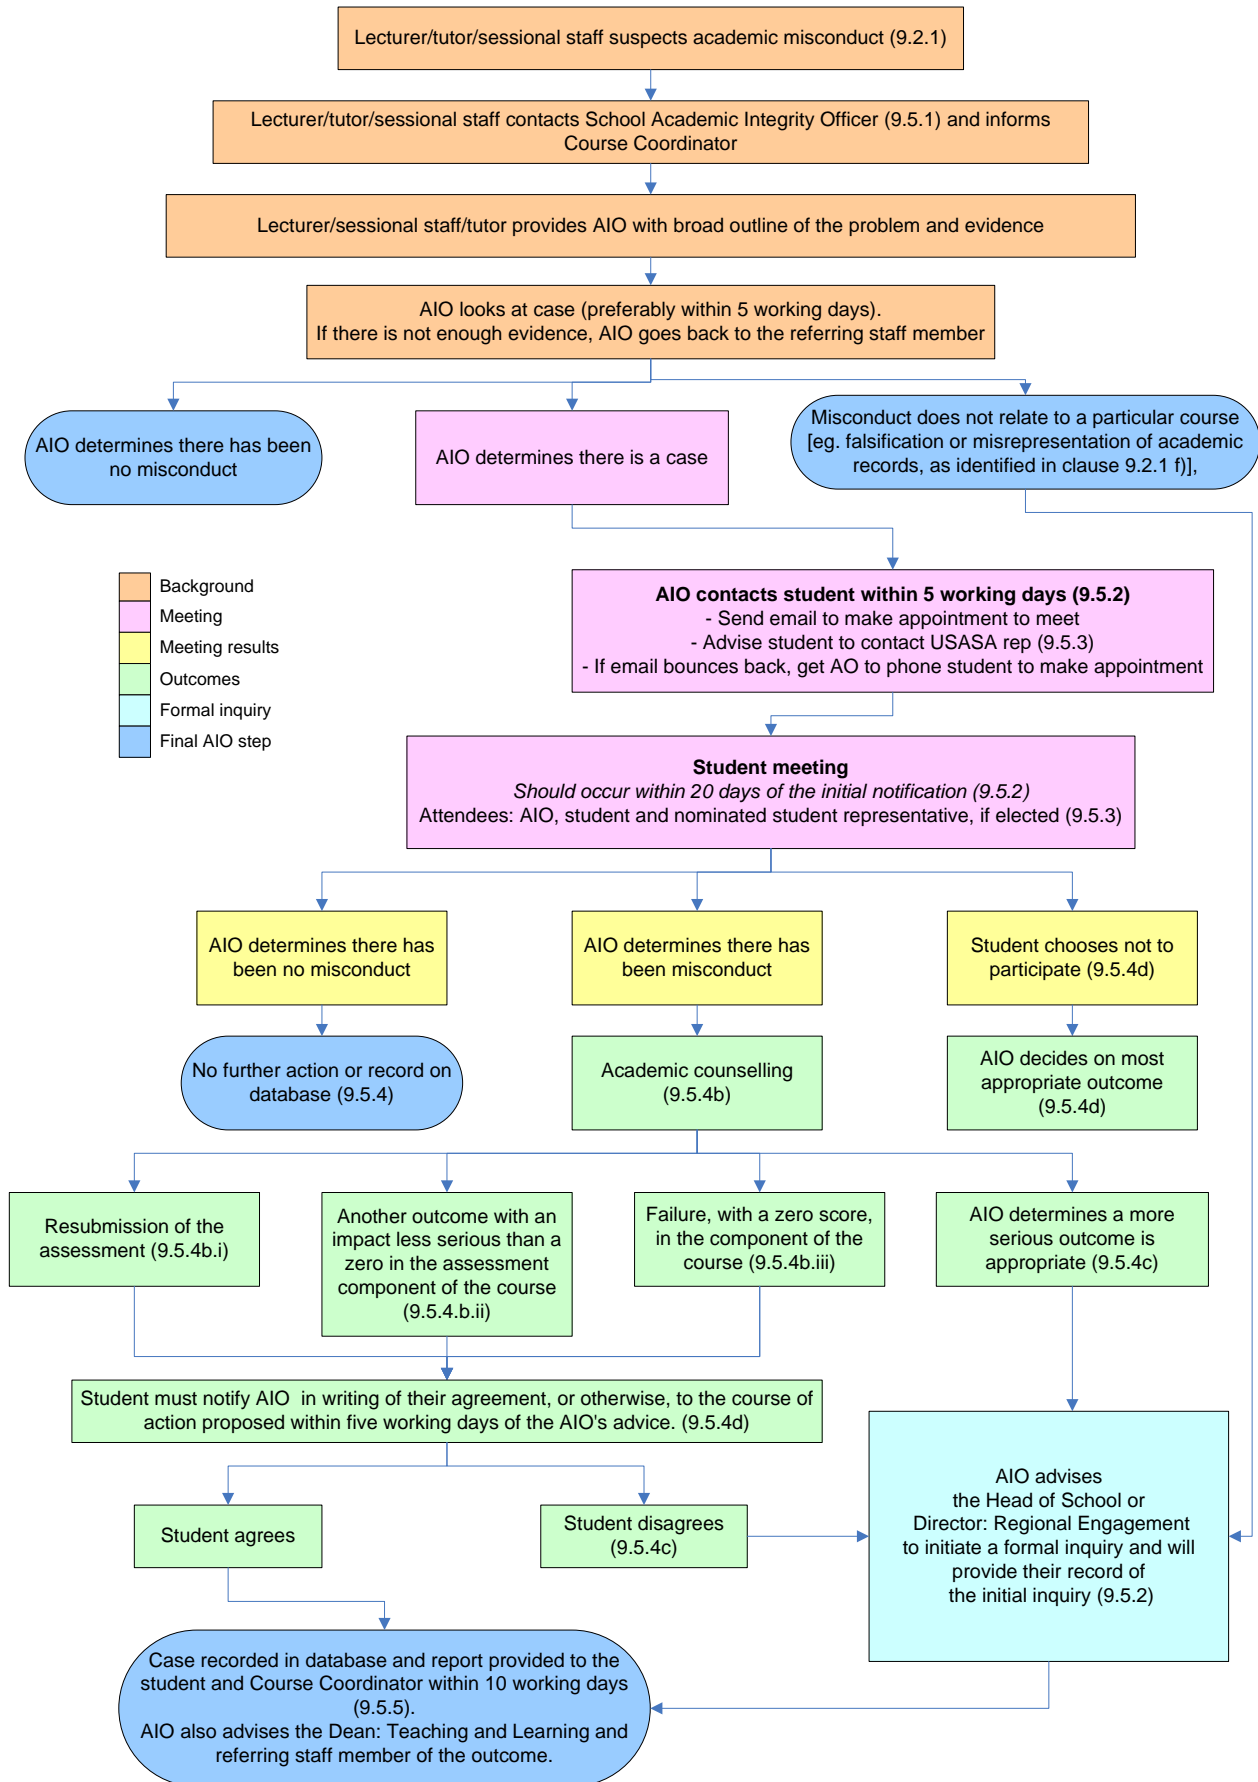 Lecturer/tutor/sessional staff suspects academic misconduct (9.2.1)
Lecturer/tutor/sessional staff contacts School Academic Integrity Officer (9.5.1) and informs
Course Coordinator
Lecturer/sessional staff/tutor provides AIO with broad outline of the problem and evidence
AIO looks at case (preferably within 5 working days).
If there is not enough evidence, AIO goes back to the referring staff member
AIO determines there has been
no misconduct
AIO determines there is a case
Misconduct does not relate to a particular course
[eg. falsification or misrepresentation of academic
records, as identified in clause 9.2.1 f)],
Background
Meeting
Meeting results
Outcomes
Formal inquiry
Final AIO step
AIO contacts student within 5 working days (9.5.2)
- Send email to make appointment to meet
- Advise student to contact USASA rep (9.5.3)
- If email bounces back, get AO to phone student to make appointment
Student meeting
Should occur within 20 days of the initial notification (9.5.2)
Attendees: AIO, student and nominated student representative, if elected (9.5.3)
AIO determines there has
been no misconduct
AIO determines there has
been misconduct
Student chooses not to
participate (9.5.4d)
No further action or record on
database (9.5.4)
Academic counselling
(9.5.4b)
AIO decides on most
appropriate outcome
(9.5.4d)
Resubmission of the
assessment (9.5.4b.i)
Another outcome with an
impact less serious than a
zero in the assessment
component of the course
(9.5.4.b.ii)
Failure, with a zero score,
in the component of the
course (9.5.4b.iii)
AIO determines a more
serious outcome is
appropriate (9.5.4c)
Student must notify AIO  in writing of their agreement, or otherwise, to the course of
action proposed within five working days of the AIO's advice. (9.5.4d)
Student agrees
Student disagrees
(9.5.4c)
AIO advises
the Head of School or
Director: Regional Engagement
to initiate a formal inquiry and will
provide their record of
the initial inquiry (9.5.2)
Case recorded in database and report provided to the
student and Course Coordinator within 10 working days
(9.5.5).
AIO also advises the Dean: Teaching and Learning and
referring staff member of the outcome.